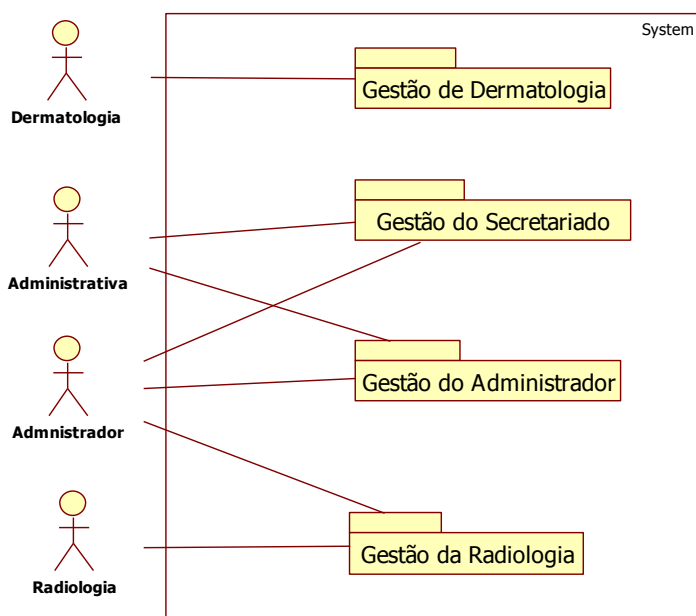 System
Gestão de Dermatologia
Dermatologia
Gestão do Secretariado
Administrativa
Gestão do Administrador
Admnistrador
Gestão da Radiologia
Radiologia